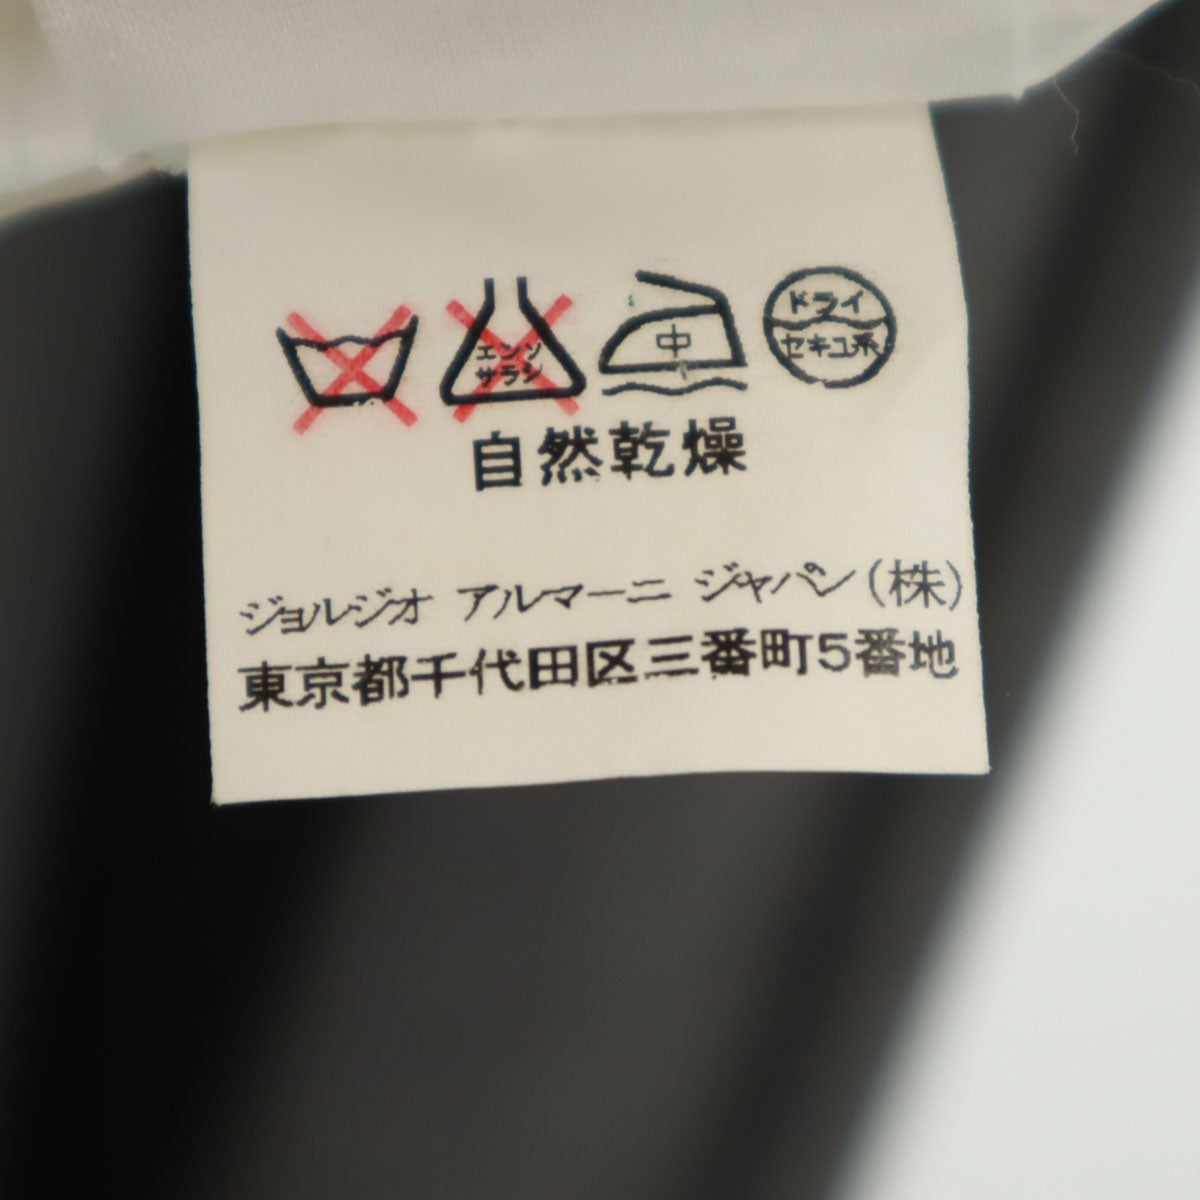 エンソ
サラシ
中
ドライ
セキユ系
自然乾燥
ジョルジオ アルマーニ ジャパン(株)
東京都千代田区三番町5番地